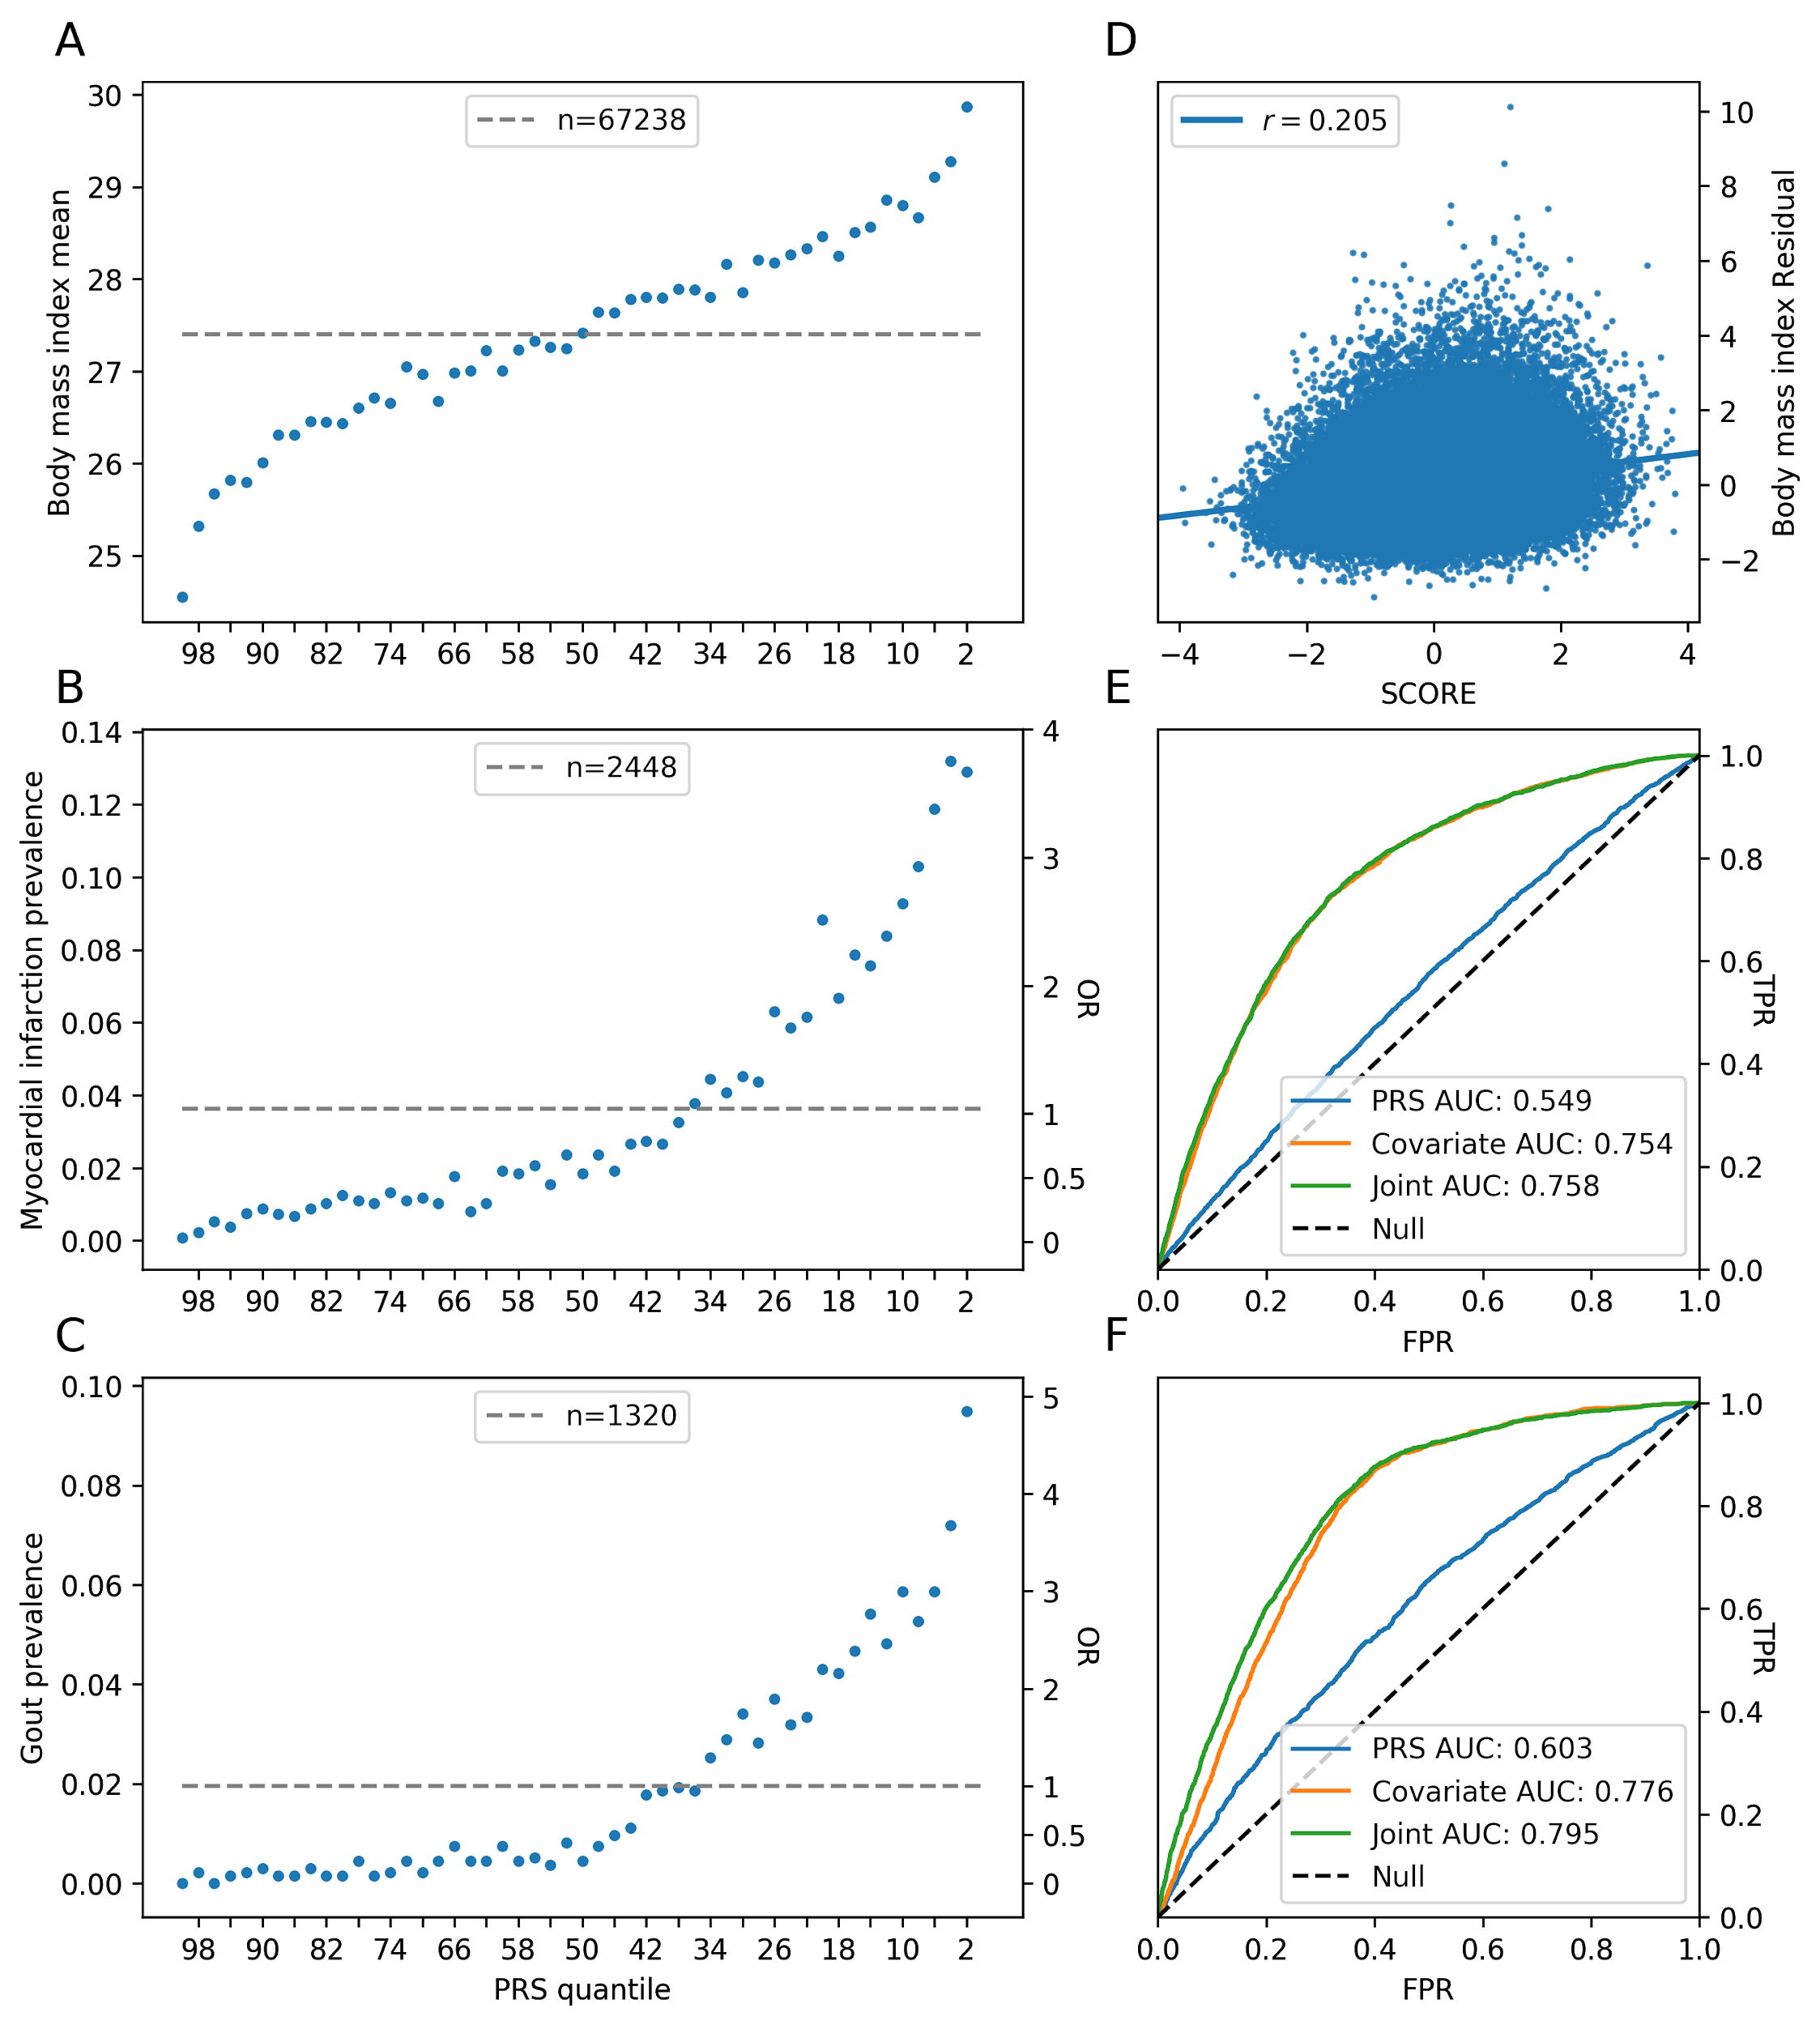 A
n=67238
Body mass index mean
30
29
28
27
26
25
98 90 82 74 66 58 50 42 34 26 18 10 2
D
r = 0.205
Body mass index Residual
10
8
6
4
2
0
−2
−4 −2 0 2 4
SCORE
B
n=2448
Myocardial infarction prevalence
0.14
0.12
0.10
0.08
0.06
0.04
0.02
0.00
4
3
2
1
0.5
0
OR
98 90 82 74 66 58 50 42 34 26 18 10 2
E
1.0
0.8
0.6
0.4
0.2
0.0
TPR
PRS AUC: 0.549
Covariate AUC: 0.754
Joint AUC: 0.758
Null
0.0 0.2 0.4 0.6 0.8 1.0
FPR
C
n=1320
Gout prevalence
0.10
0.08
0.06
0.04
0.02
0.00
5
4
3
2
1
0.5
0
OR
98 90 82 74 66 58 50 42 34 26 18 10 2
PRS quantile
F
1.0
0.8
0.6
0.4
0.2
0.0
TPR
PRS AUC: 0.603
Covariate AUC: 0.776
Joint AUC: 0.795
Null
0.0 0.2 0.4 0.6 0.8 1.0
FPR